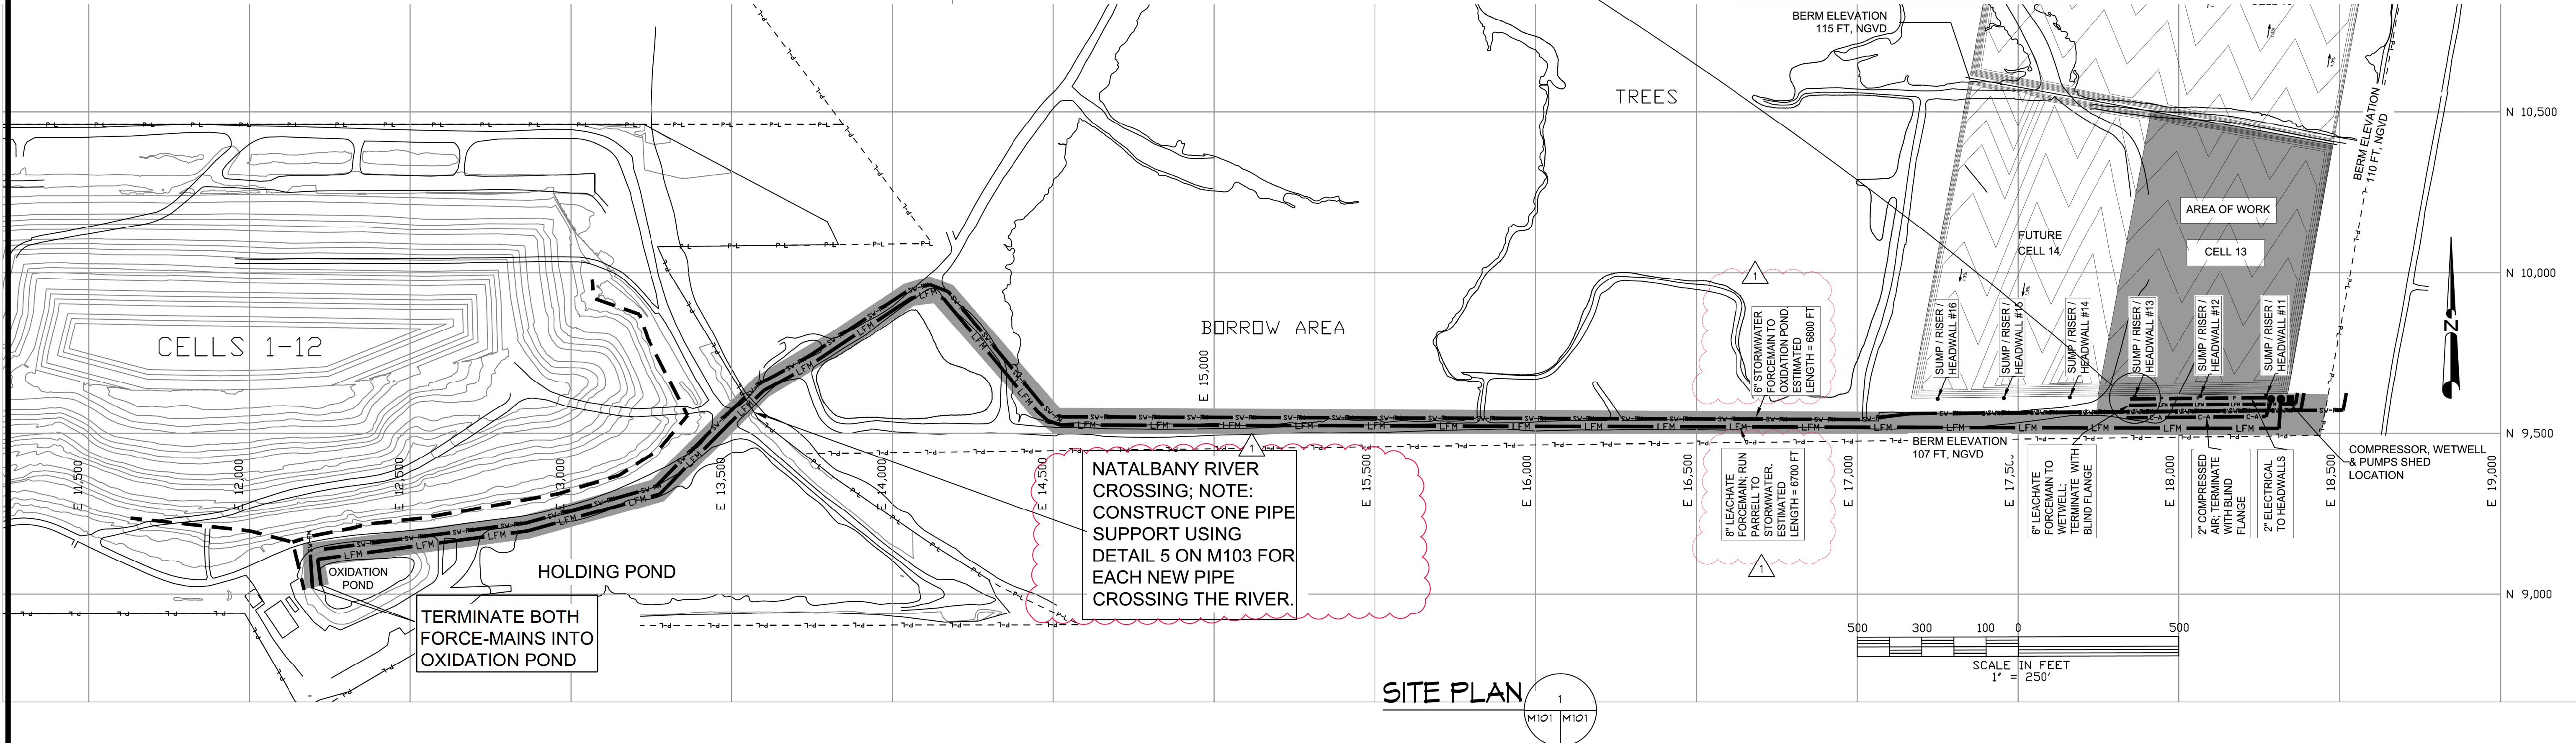 BERM ELEVATION
115 FT, NGVD
TREES
N 10,500
BERM ELEVATION
110 FT, NGVD
AREA OF WORK
CELL 13
FUTURE
CELL 14
N 10,000
CELLS 1-12
BORROW AREA
E 15,000
1
6" STORMWATER
FORCEMAIN TO
OXIDATION POND.
ESTIMATED
LENGTH = 6800 FT
SUMP / RISER /
HEADWALL #16
SUMP / RISER /
HEADWALL #15
SUMP / RISER /
HEADWALL #14
SUMP / RISER /
HEADWALL #13
SUMP / RISER /
HEADWALL #12
SUMP / RISER /
HEADWALL #11
N
N 9,500
E 11,500
E 12,000
E 12,500
E 13,000
E 13,500
E 14,000
E 14,500
E 15,500
E 16,000
E 16,500
E 17,000
E 18,000
E 18,500
E 19,000
1
NATALBANY RIVER
CROSSING; NOTE:
CONSTRUCT ONE PIPE
SUPPORT USING
DETAIL 5 ON M103 FOR
EACH NEW PIPE
CROSSING THE RIVER.
8" LEACHATE
FORCEMAIN; RUN
PARRELL TO
STORMWATER.
ESTIMATED
LENGTH = 6700 FT
1
BERM ELEVATION
107 FT, NGVD
6" LEACHATE
FORCEMAIN TO
WETWELL;
TERMINATE WITH
BLIND FLANGE
2" COMPRESSED
AIR; TERMINATE
WITH BLIND
FLANGE
2" ELECTRICAL
TO HEADWALLS
COMPRESSOR, WETWELL
& PUMPS SHED
LOCATION
OXIDATION
POND
HOLDING POND
TERMINATE BOTH
FORCE-MAINS INTO
OXIDATION POND
N 9,000
500 300 100 0 500
SCALE IN FEET
1" = 250'
SITE PLAN
1
M101 M101